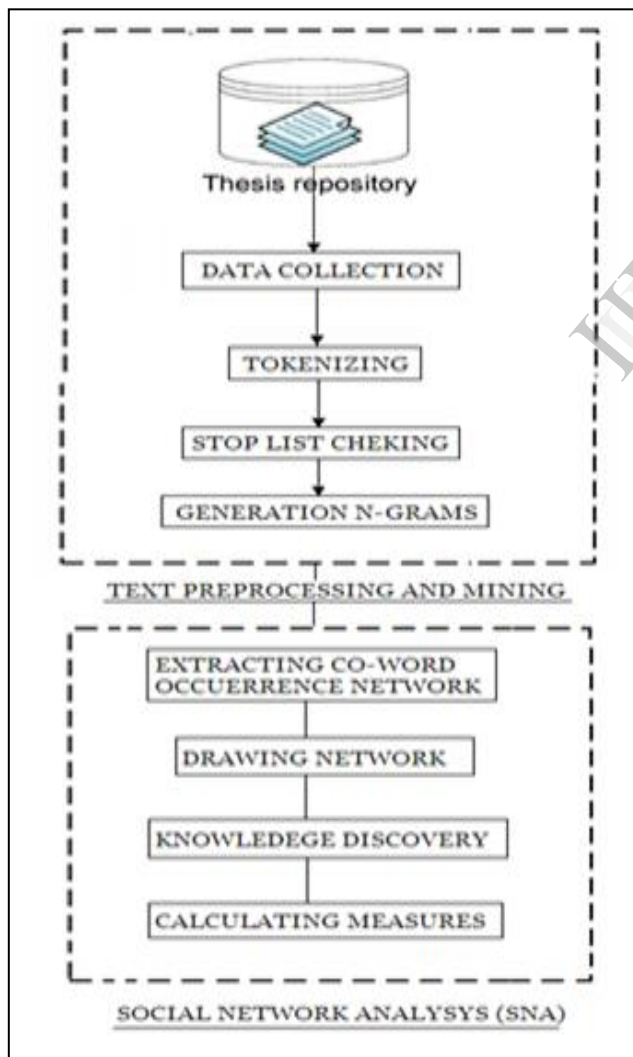 Thesis repository
DATA COLLECTION
TOKENIZING
STOP LIST CHEKING
GENERATION N-GRAMS
TEXT PREPROCESSING AND MINING
EXTRACTING CO-WORD
OCCUERRENCE NETWORK
DRAWING NETWORK
KNOWLEDEGE DISCOVERY
CALCULATING MEASURES
SOCIAL NETWORK ANALYSYS (SNA)